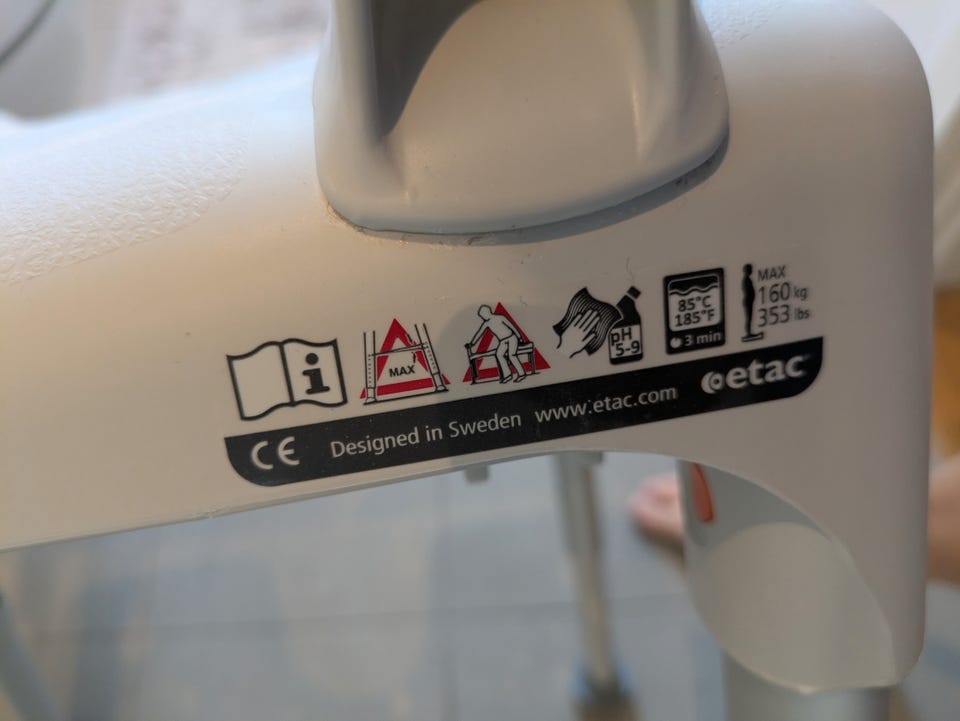 i
MAX
pH
5-9
85°C
185°F
3 min
MAX
160 kg
353 lbs
CE Designed in Sweden www.etac.com etac